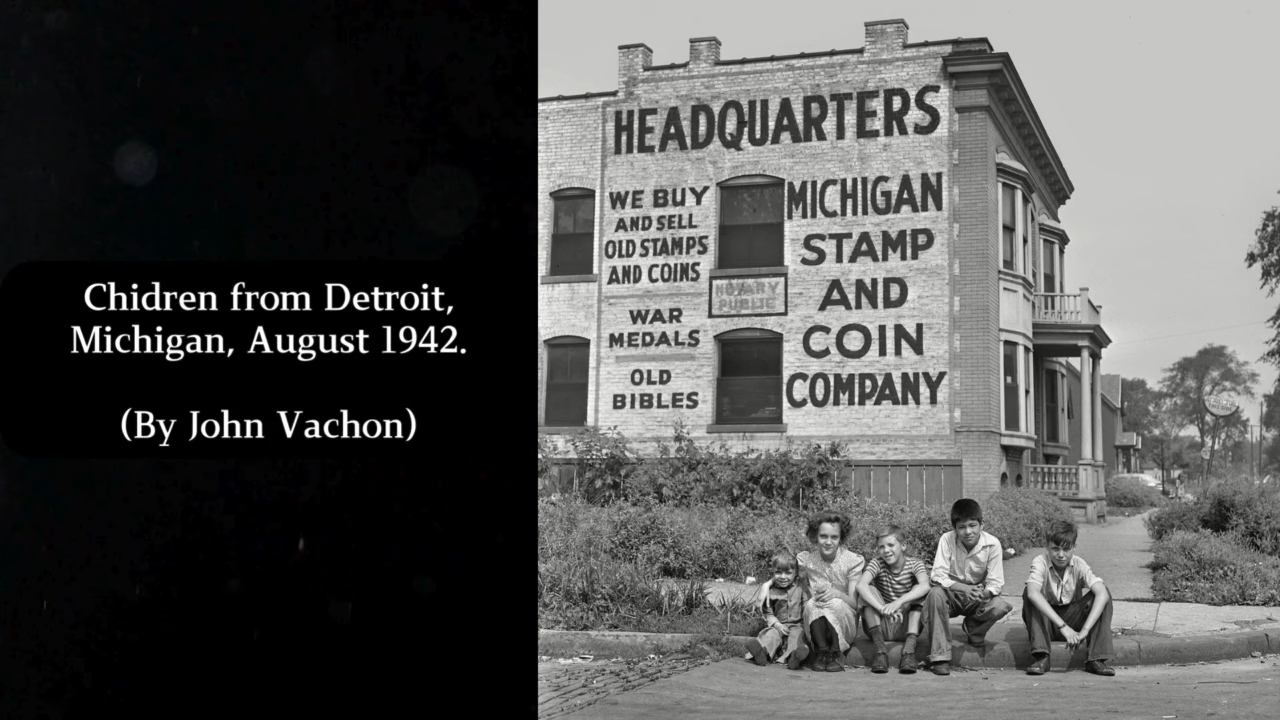 Chidren from Detroit,
Michigan, August 1942.
(By John Vachon)
HEADQUARTERS
WE BUY
AND SELL
OLD STAMPS
AND COINS
WAR
MEDALS
OLD
BIBLES
NOTARY
PUBLIC
MICHIGAN
STAMP
AND
COIN
COMPANY